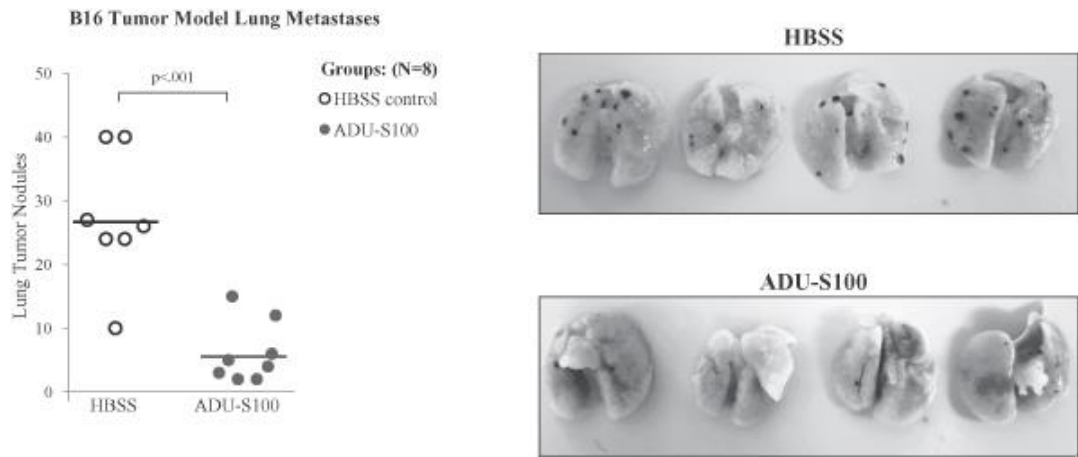 B16 Tumor Model Lung Metastases
Groups: (N=8)
HBSS control
ADU-S100
p<.001
Lung Tumor Nodules
50
40
30
20
10
0
HBSS
ADU-S100
HBSS
ADU-S100